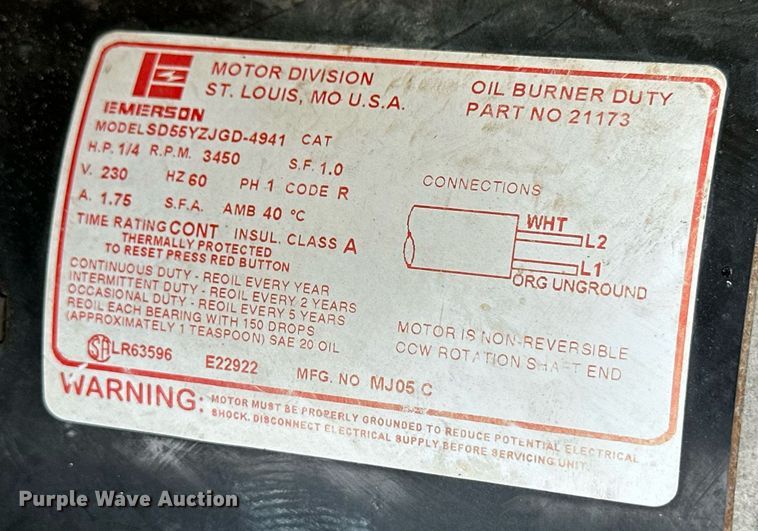 MOTOR DIVISION
ST. LOUIS, MO U.S.A.
EMERSON
OIL BURNER DUTY
PART NO 21173
MODEL SD55YZJGD-4941 CAT
H.P. 1/4 R.P.M. 3450 S.F. 1.0
V. 230 HZ 60 PH 1 CODE R
A. 1.75 S.F.A. AMB 40 °C
TIME RATING CONT INSUL. CLASS A
THERMALLY PROTECTED
TO RESET PRESS RED BUTTON
CONTINUOUS DUTY - REOIL EVERY YEAR
INTERMITTENT DUTY - REOIL EVERY 2 YEARS
OCCASIONAL DUTY - REOIL EVERY 5 YEARS
REOIL EACH BEARING WITH 150 DROPS
(APPROXIMATELY 1 TEASPOON) SAE 20 OIL
SA LR63596 E22922 MFG. NO MJ05 C
CONNECTIONS
WHT
L2
L1
ORG UNGROUND
MOTOR IS NON-REVERSIBLE
CCW ROTATION SHAFT END
WARNING: MOTOR MUST BE PROPERLY GROUNDED TO REDUCE POTENTIAL ELECTRICAL
SHOCK. DISCONNECT ELECTRICAL SUPPLY BEFORE SERVICING UNIT.
Purple Wave Auction